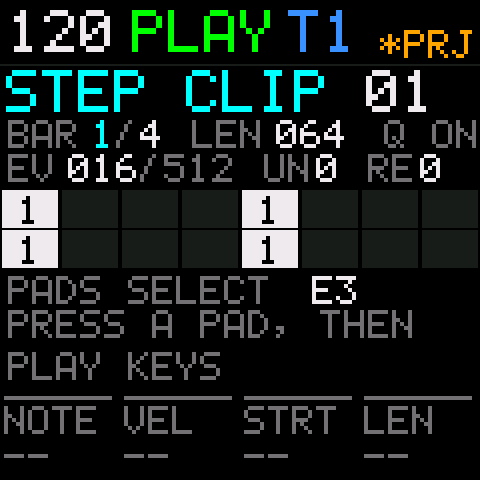 120 PLAY T1 *PRJ
STEP CLIP 01
BAR 1/4 LEN 064 Q ON
EV 016/512 UN0 RE0
1 1
1 1
PADS SELECT E3
PRESS A PAD, THEN
PLAY KEYS
NOTE VEL STRT LEN
-- -- -- --